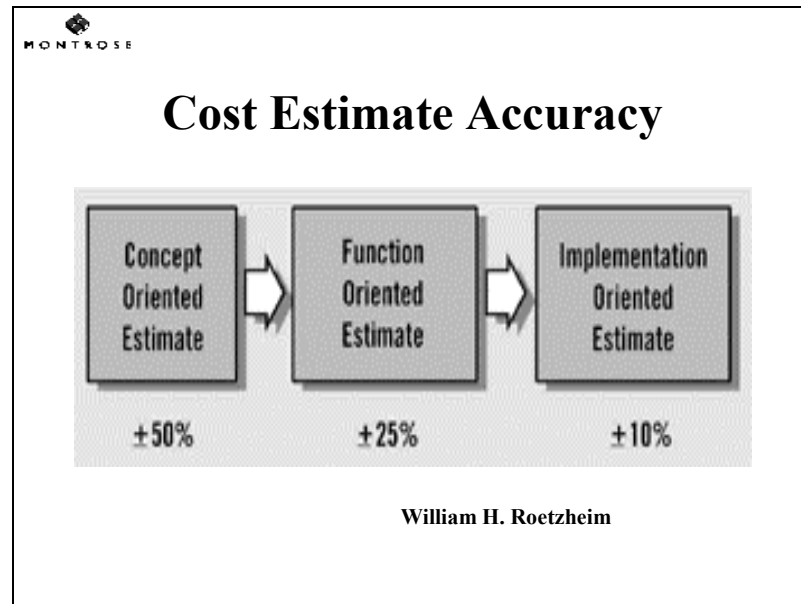 MONTROSE
Cost Estimate Accuracy
Concept
Oriented
Estimate
Function
Oriented
Estimate
Implementation
Oriented
Estimate
±50%
±25%
±10%
William H. Roetzheim